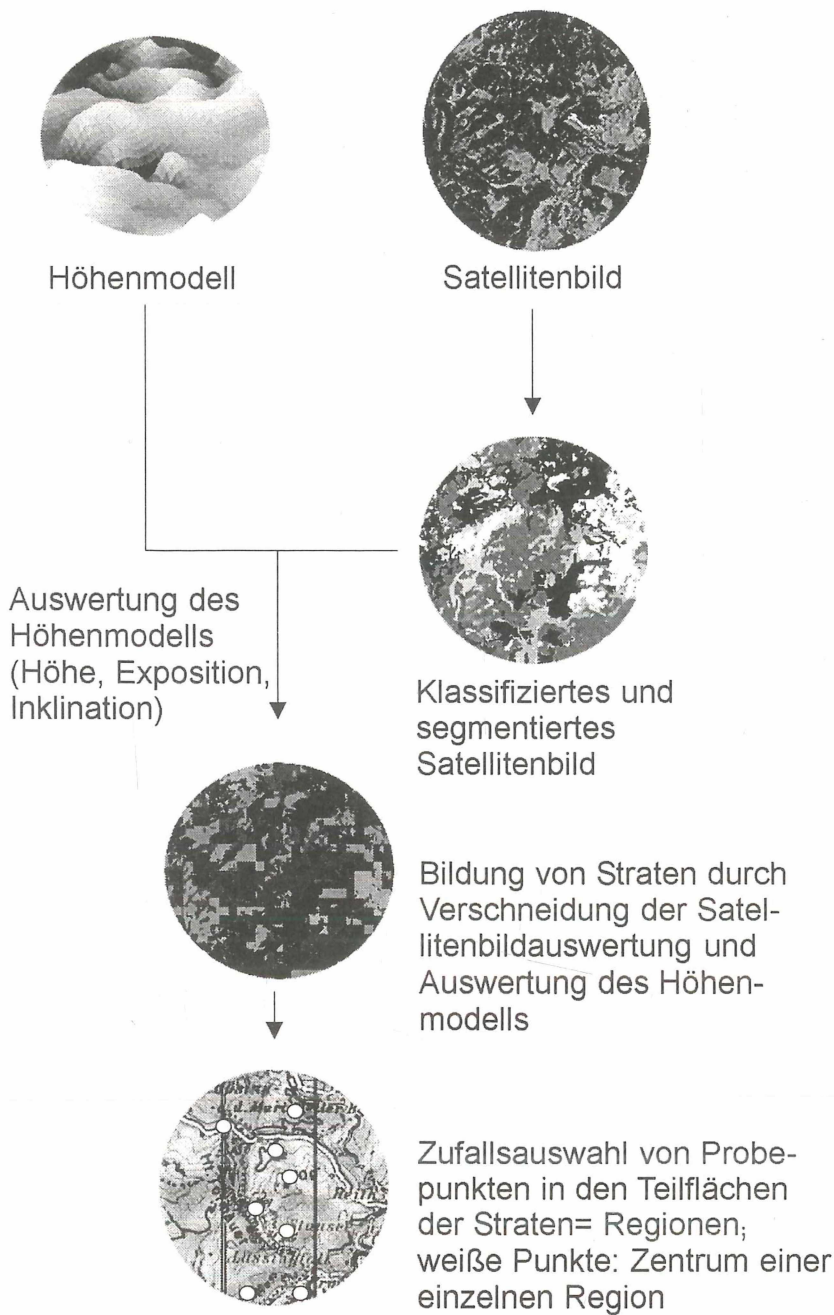 Höhenmodell
Satellitenbild
Auswertung des
Höhenmodells
(Höhe, Exposition,
Inklination)
Klassifiziertes und
segmentiertes
Satellitenbild
Bildung von Straten durch
Verschneidung der Satel-
litenbildauswertung und
Auswertung des Höhen-
modells
Zufallsauswahl von Probe-
punkten in den Teilflächen
der Straten= Regionen;
weiße Punkte: Zentrum einer
einzelnen Region